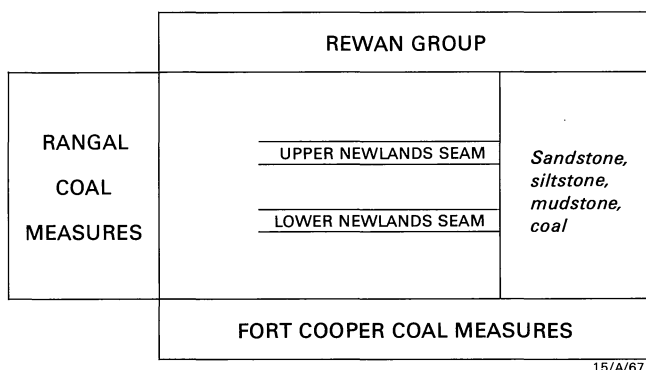 REWAN GROUP
RANGAL
COAL
MEASURES
UPPER NEWLANDS SEAM
LOWER NEWLANDS SEAM
Sandstone,
siltstone,
mudstone,
coal
FORT COOPER COAL MEASURES
15/A/67